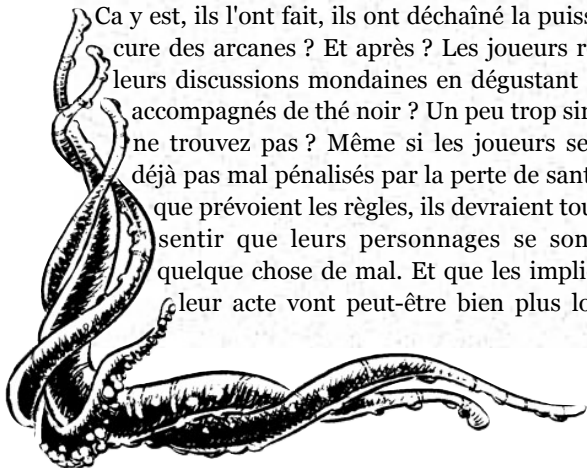 Ca y est, ils l'ont fait, ils ont déchaîné la puiss
cure des arcanes ? Et après ? Les joueurs r
leurs discussions mondaines en dégustant
accompagnés de thé noir ? Un peu trop sin
ne trouvez pas ? Même si les joueurs se
déjà pas mal pénalisés par la perte de sant
que prévoient les règles, ils devraient tou
sentir que leurs personnages se son
quelque chose de mal. Et que les impli
leur acte vont peut-être bien plus lo